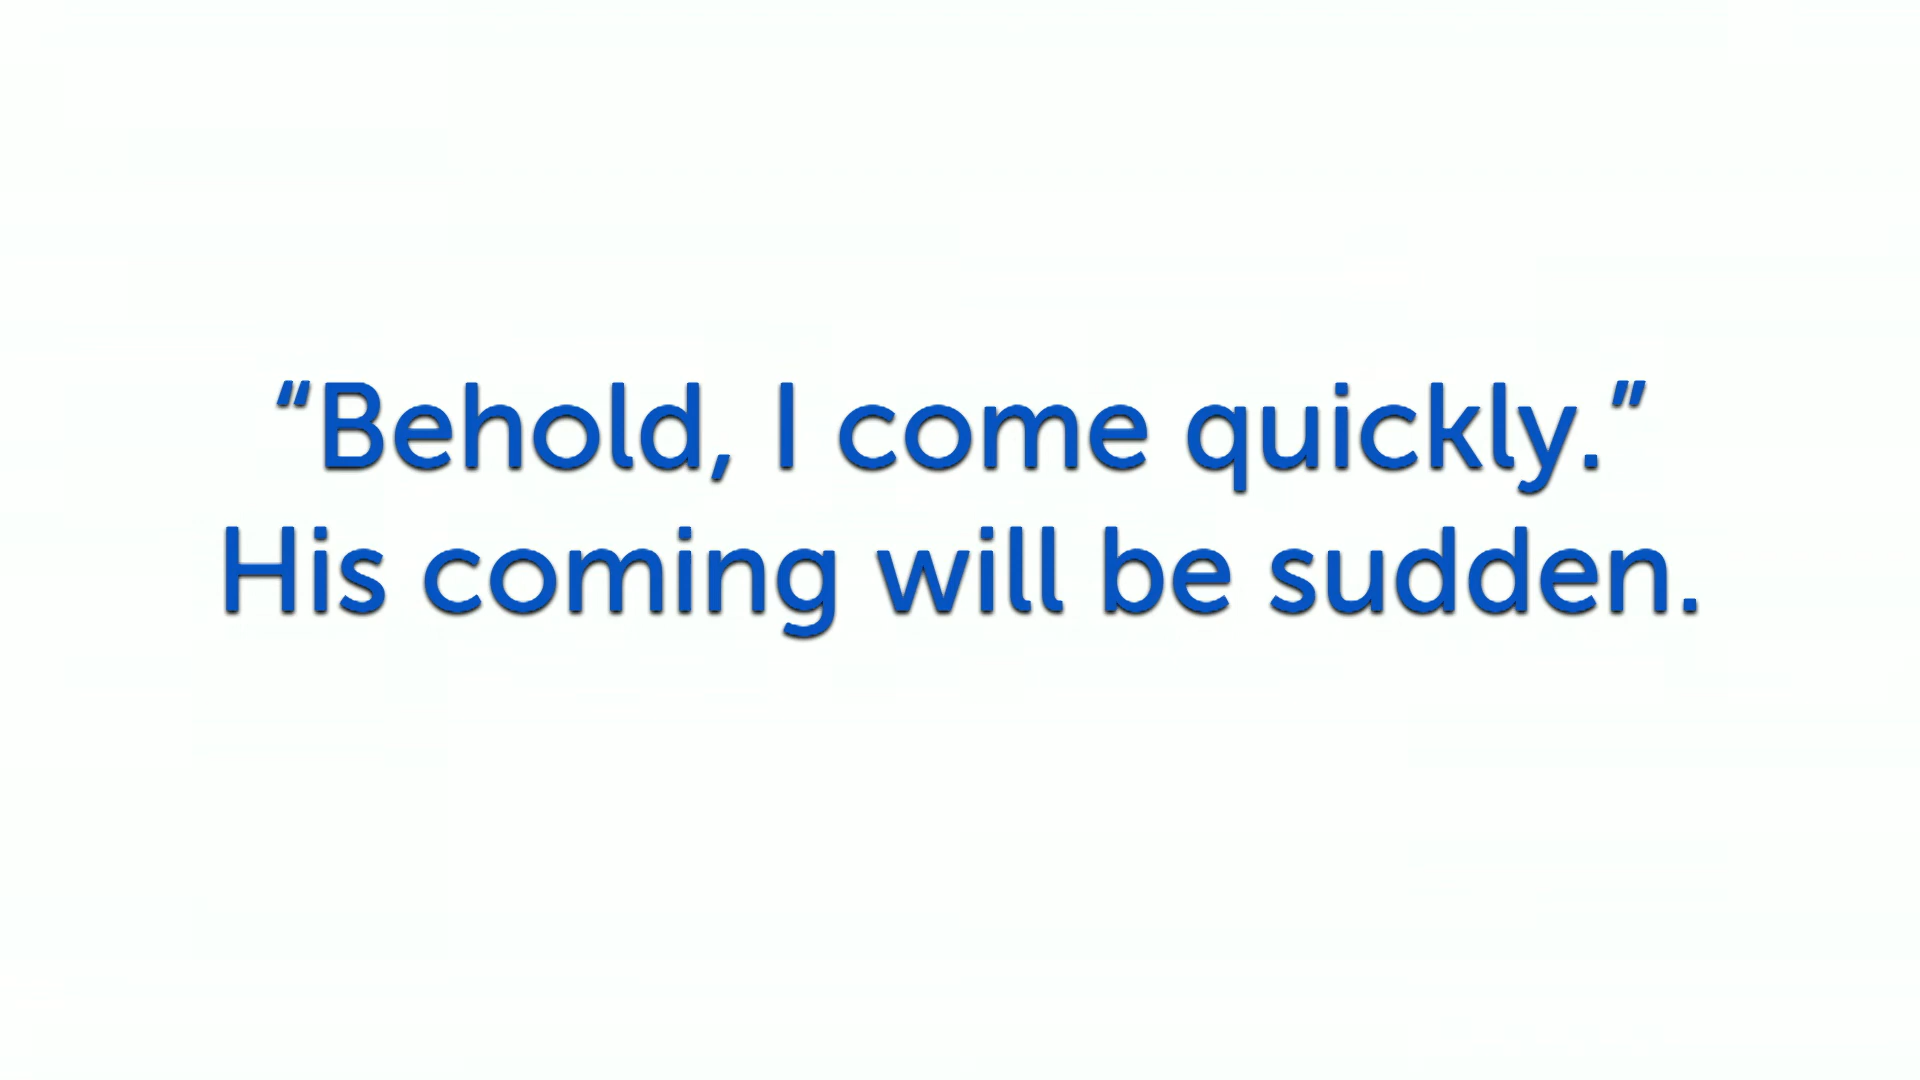 “Behold, I come quickly.”
His coming will be sudden.